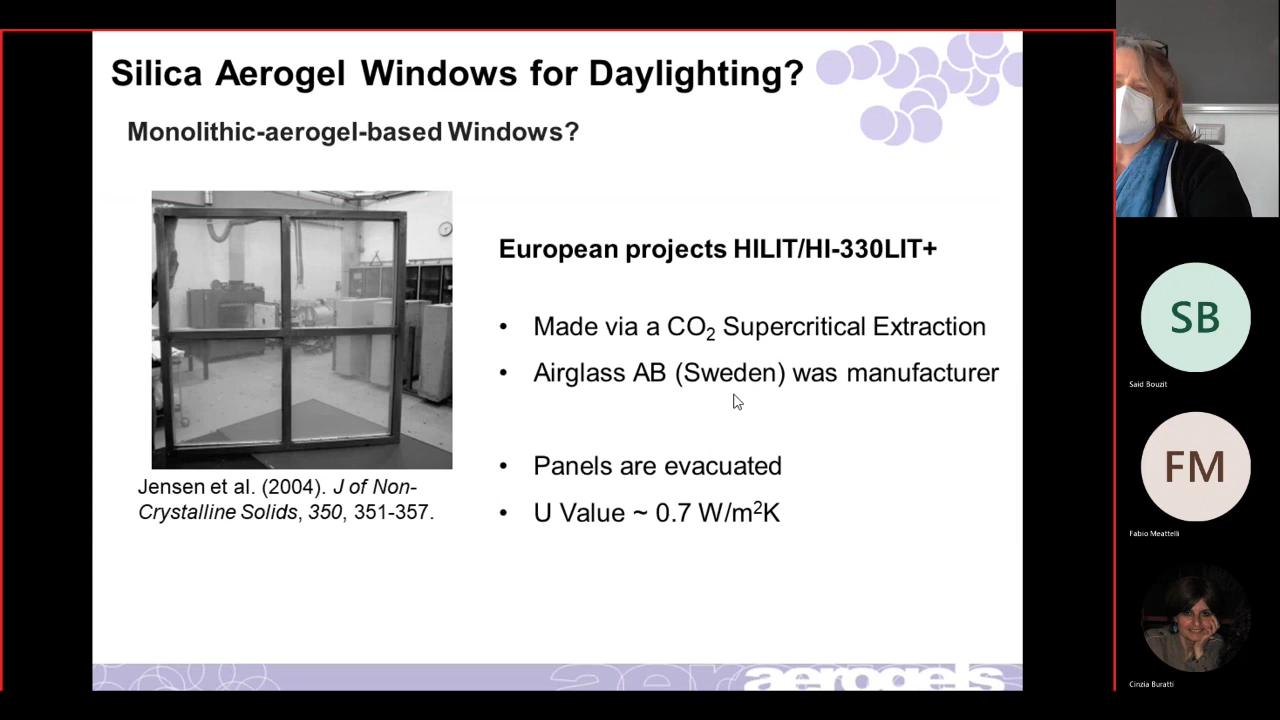 Silica Aerogel Windows for Daylighting?
Monolithic-aerogel-based Windows?
European projects HILIT/HI-330LIT+
• Made via a CO₂ Supercritical Extraction
• Airglass AB (Sweden) was manufacturer
• Panels are evacuated
• U Value ~ 0.7 W/m²K
Jensen et al. (2004). J of Non-
Crystalline Solids, 350, 351-357.
aerogels
SB
Said Bouzit
FM
Fabio Meattelli
Cinzia Buratti